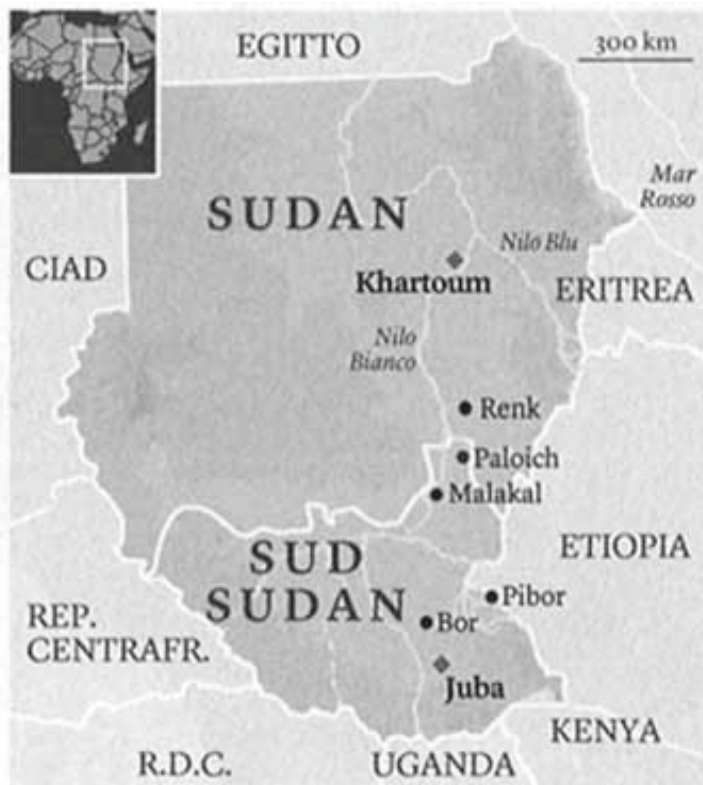 EGITTO
300 km
Mar
Rosso
SUDAN
Nilo Blu
CIAD
Khartoum
ERITREA
Nilo
Bianco
Renk
Paloich
Malakal
ETIOPIA
SUD
SUDAN
Pibor
REP.
CENTRAFR.
Bor
Juba
KENYA
R.D.C.
UGANDA